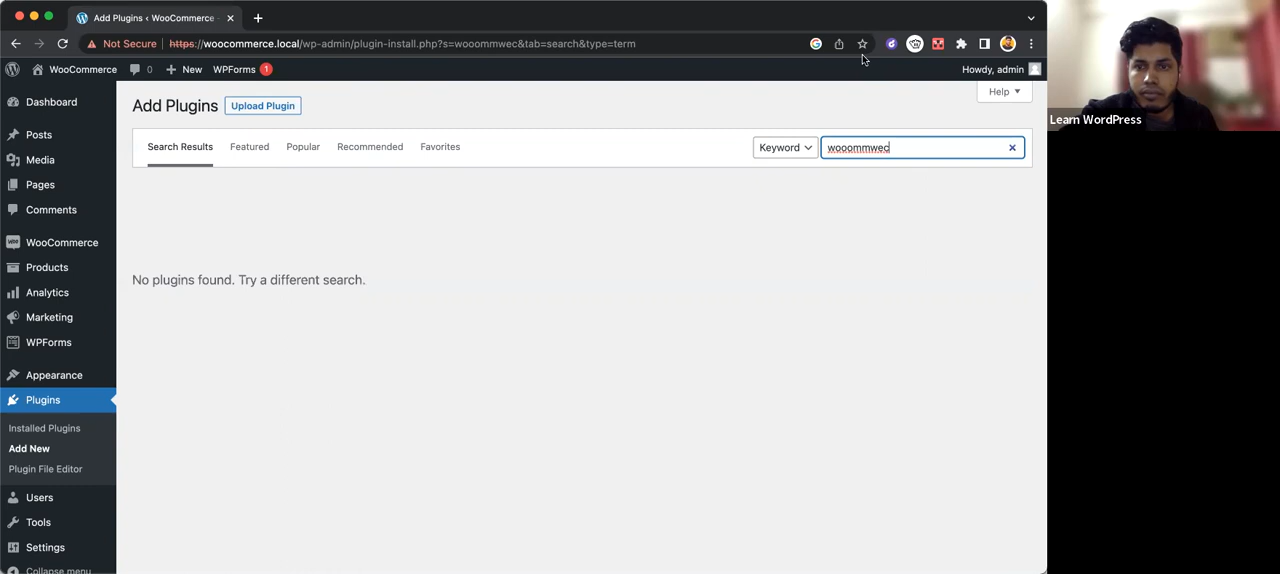 Add Plugins ‹ WooCommerce
Not Secure https://woocommerce.local/wp-admin/plugin-install.php?s=wooommwec&tab=search&type=term
WooCommerce 0 New WPForms 1 Howdy, admin
Help
Add Plugins Upload Plugin
Search Results Featured Popular Recommended Favorites Keyword wooommwec
No plugins found. Try a different search.
Dashboard
Posts
Media
Pages
Comments
WooCommerce
Products
Analytics
Marketing
WPForms
Appearance
Plugins
Installed Plugins
Add New
Plugin File Editor
Users
Tools
Settings
Collapse menu
Learn WordPress